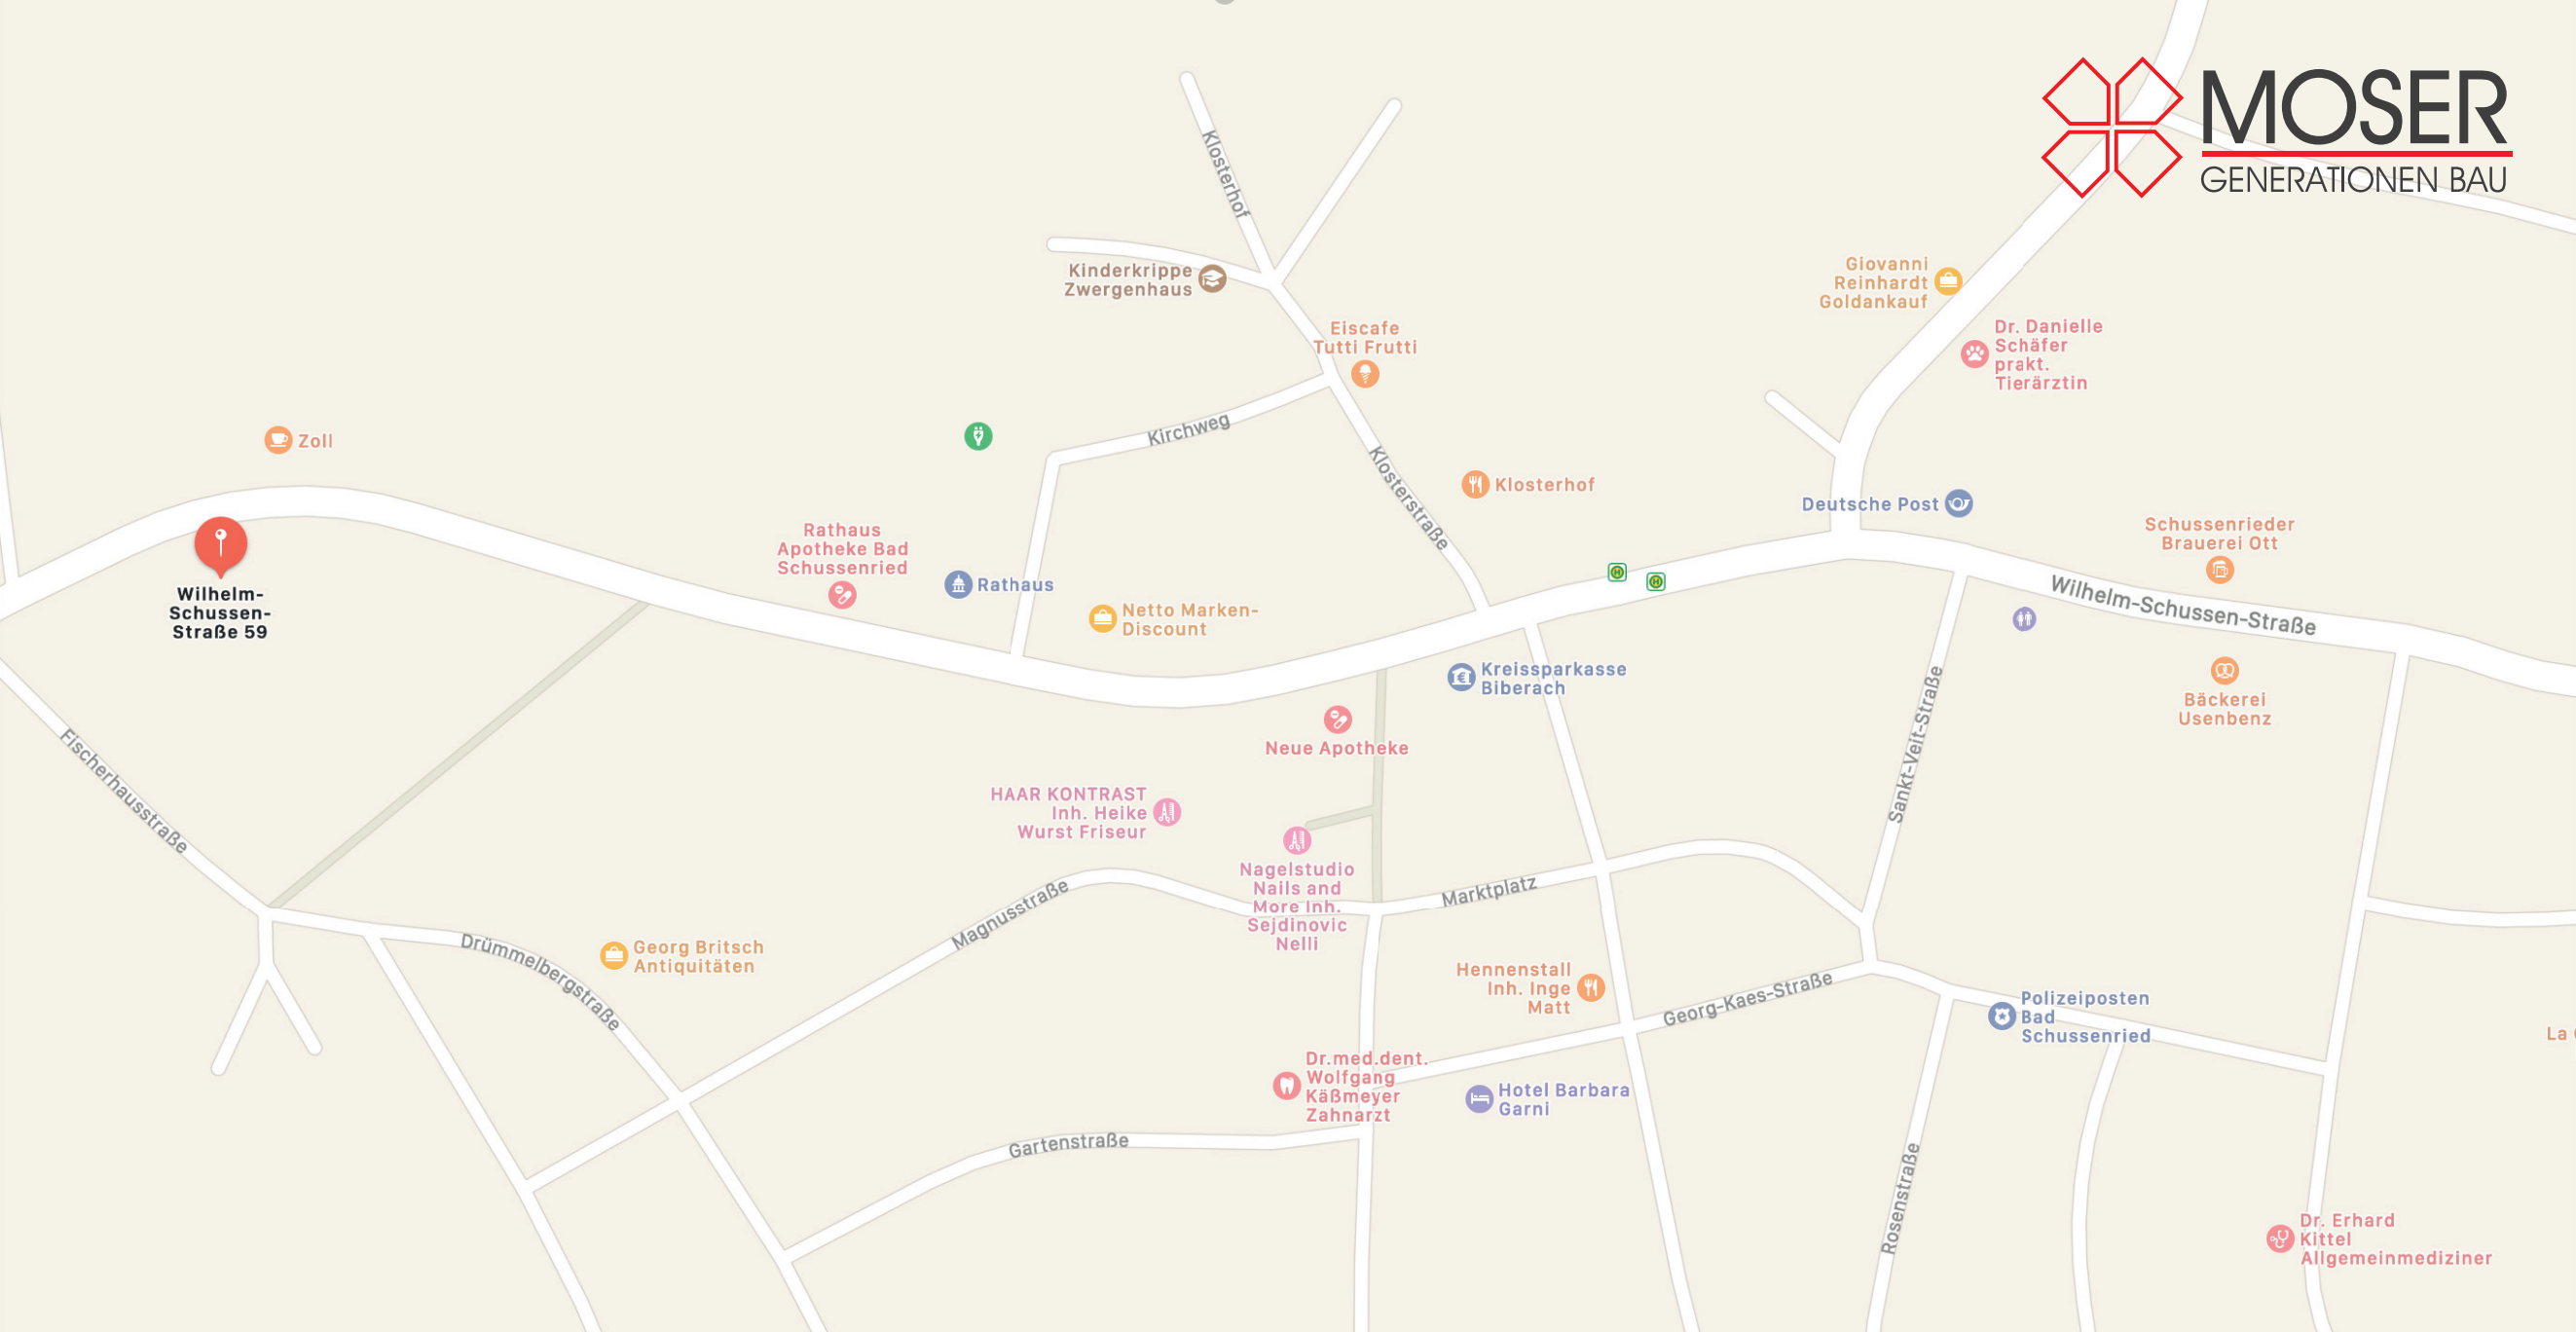 MOSER
GENERATIONEN BAU
Klosterhof
Kinderkrippe
Zwergenhaus
Giovanni
Reinhardt
Goldankauf
Eiscafe
Tutti Frutti
Dr. Danielle
Schäfer
prakt.
Tierärztin
Zoll
Kirchweg
Klosterstraße
Klosterhof
Deutsche Post
Schussenrieder
Brauerei Ott
Rathaus
Apotheke Bad
Schussenried
Rathaus
Wilhelm-
Schussen-
Straße 59
Netto Marken-
Discount
H
H
Wilhelm-Schussen-Straße
Kreissparkasse
Biberach
Bäckerei
Usenbenz
Neue Apotheke
Sankt-Veit-Straße
Fischerhausstraße
HAAR KONTRAST
Inh. Heike
Wurst Friseur
Nagelstudio
Nails and
More Inh.
Sejdinovic
Nelli
Marktplatz
Magnusstraße
Drümmelbergstraße
Georg Britsch
Antiquitäten
Hennenstall
Inh. Inge
Matt
Georg-Kaes-Straße
Polizeiposten
Bad
Schussenried
La
Dr.med.dent.
Wolfgang
Käßmeyer
Zahnarzt
Hotel Barbara
Garni
Gartenstraße
Rosenstraße
Dr. Erhard
Kittel
Allgemeinmediziner